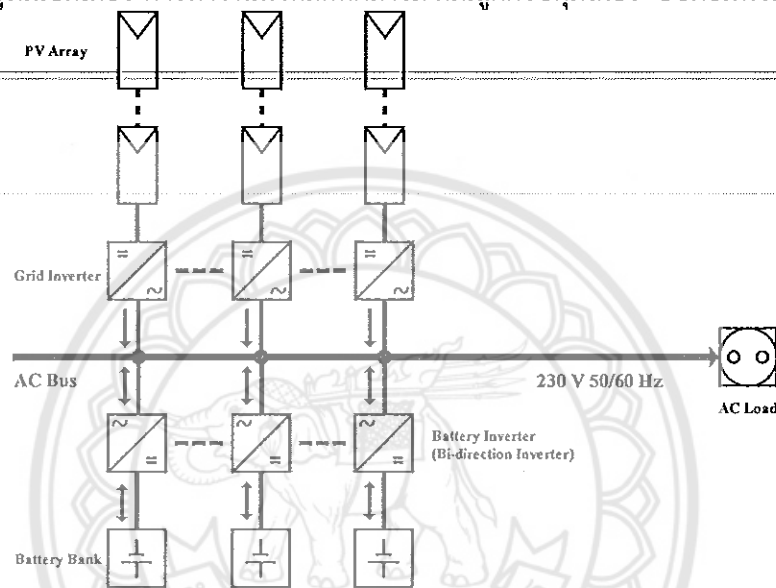 PV Array
Grid Inverter
AC Bus
230 V 50/60 Hz
AC Load
Battery Inverter
(Bi-direction Inverter)
Battery Bank